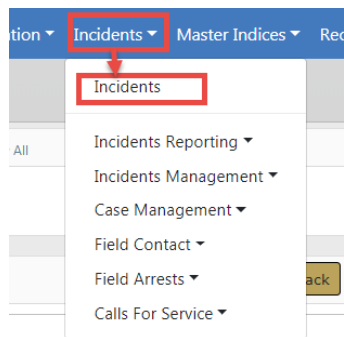 tion Incidents Master Indices Rec
Incidents
All
Incidents Reporting
Incidents Management
Case Management
Field Contact
Field Arrests
ack
Calls For Service